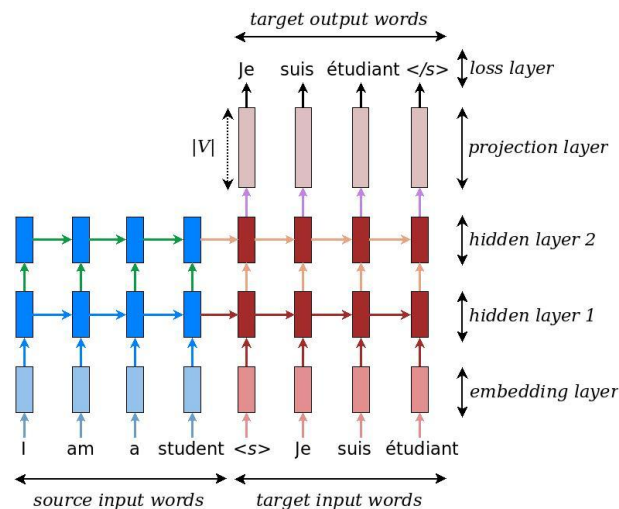 target output words
Je suis étudiant </s>
loss layer
|V|
projection layer
hidden layer 2
hidden layer 1
embedding layer
I am a student <s> Je suis étudiant
source input words
target input words